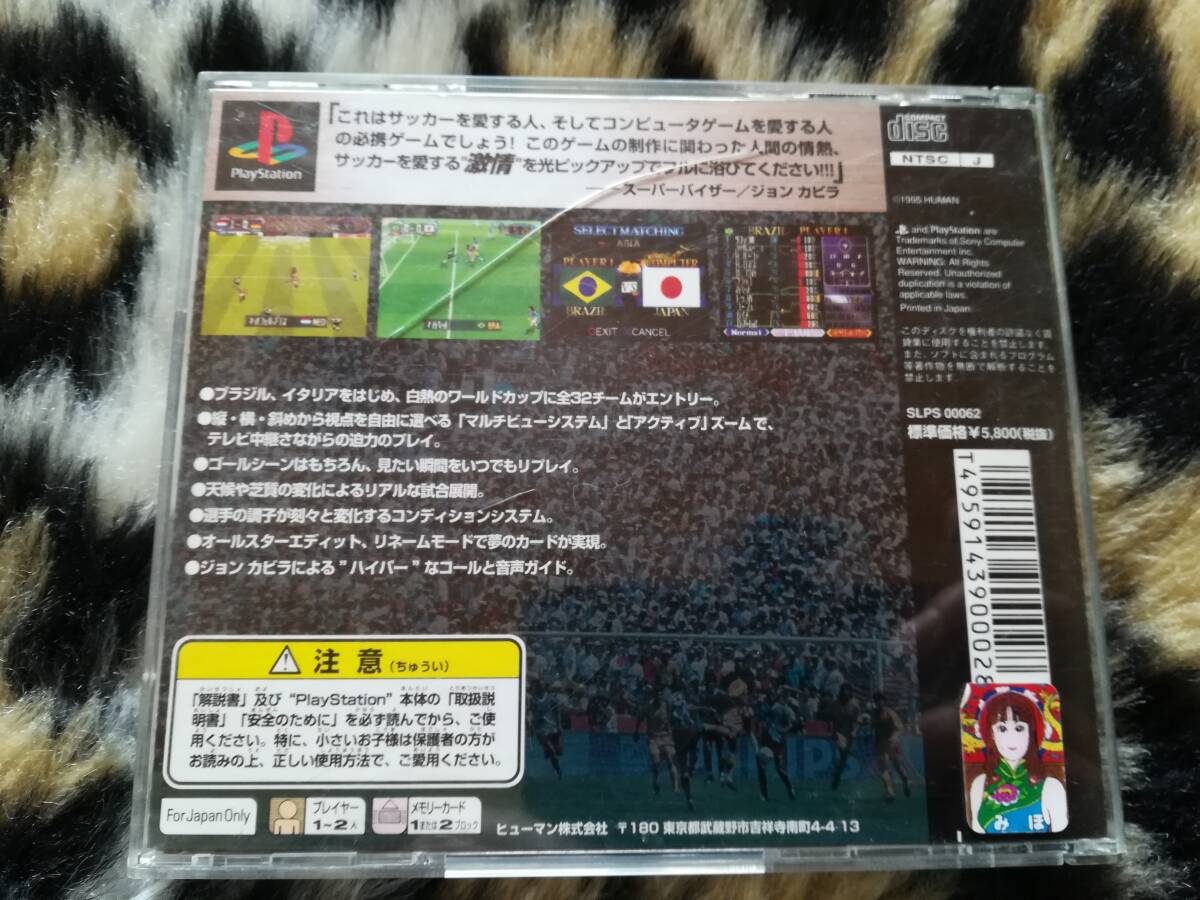 PlayStation
「これはサッカーを愛する人、そしてコンピュータゲームを愛する人
の必携ゲームでしょう！このゲームの制作に関わった人間の情熱、
サッカーを愛する"激情"を光ピックアップでフルに浴びてください!!!」
スーパーバイザー／ジョン カビラ
COMPACT
disc
NTSC J
©1995 HUMAN
and PlayStation are
Trademarks of Sony Computer
Entertainment Inc.
WARNING: All Rights
Reserved. Unauthorized
duplication is a violation of
applicable laws.
Printed in Japan.
このディスクを権利者の許諾なく賃
貸業に使用することを禁止します。
また、ソフトに含まれるプログラム
等著作物を無断で解析することを
禁止します。
SLPS 00062
標準価格￥5,800(税抜)
NED
BRA
SELECT MATCHING
ASIA
PLAYER 1
COMPUTER
VS
BRAZIL
JAPAN
EXIT CANCEL
BRAZIL PLAYER 1
Normal
●ブラジル、イタリアをはじめ、白熱のワールドカップに全32チームがエントリー。
●縦・横・斜めから視点を自由に選べる「マルチビューシステム」と「アクティブ」ズームで、
テレビ中継さながらの迫力のプレイ。
●ゴールシーンはもちろん、見たい瞬間をいつでもリプレイ。
●天候や芝質の変化によるリアルな試合展開。
●選手の調子が刻々と変化するコンディションシステム。
●オールスターエディット、リネームモードで夢のカードが実現。
●ジョン カビラによる"ハイパー"なコールと音声ガイド。
T4959143900028
注意（ちゅうい）
「解説書」及び "PlayStation" 本体の「取扱説
明書」「安全のために」を必ず読んでから、ご使
用ください。特に、小さいお子様は保護者の方が
お読みの上、正しい使用方法で、ご愛用ください。
For Japan Only
プレイヤー
1〜2人
メモリーカード
1または2ブロック
ヒューマン株式会社 〒180 東京都武蔵野市吉祥寺南町4-4-13
みほ